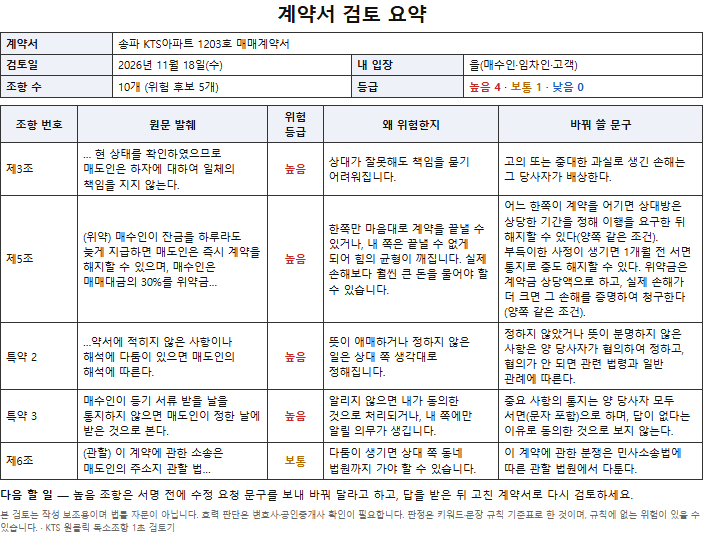 계약서 검토 요약
계약서 송파 KTS아파트 1203호 매매계약서
검토일 2026년 11월 18일(수) 내 입장 을(매수인·임차인·고객)
조항 수 10개 (위험 후보 5개) 등급 높음 4 · 보통 1 · 낮음 0
조항 번호 원문 발췌 위험 등급 왜 위험한지 바꿔 쓸 문구
제3조
... 현 상태를 확인하였으므로
매도인은 하자에 대하여 일체의
책임을 지지 않는다.
높음
상대가 잘못해도 책임을 묻기
어려워집니다.
고의 또는 중대한 과실로 생긴 손해는
그 당사자가 배상한다.
제5조
(위약) 매수인이 잔금을 하루라도
늦게 지급하면 매도인은 즉시 계약을
해지할 수 있으며, 매수인은
매매대금의 30%를 위약금...
높음
한쪽만 마음대로 계약을 끝낼 수
있거나, 내 쪽은 끝낼 수 없게
되어 힘의 균형이 깨집니다. 실제
손해보다 훨씬 큰 돈을 물어야 할
수 있습니다.
어느 한쪽이 계약을 어기면 상대방은
상당한 기간을 정해 이행을 요구한 뒤
해지할 수 있다(양쪽 같은 조건).
부득이한 사정이 생기면 1개월 전 서면
통지로 중도 해지할 수 있다. 위약금은
계약금 상당액으로 하고, 실제 손해가
더 크면 그 손해를 증명하여 청구한다
(양쪽 같은 조건).
특약 2
...약서에 적히지 않은 사항이나
해석에 다툼이 있으면 매도인의
해석에 따른다.
높음
뜻이 애매하거나 정하지 않은
일은 상대 쪽 생각대로
정해집니다.
정하지 않았거나 뜻이 분명하지 않은
사항은 양 당사자가 협의하여 정하고,
협의가 안 되면 관련 법령과 일반
관례에 따른다.
특약 3
매수인이 등기 서류 받을 날을
통지하지 않으면 매도인이 정한 날에
받은 것으로 본다.
높음
알리지 않으면 내가 동의한
것으로 처리되거나, 내 쪽에만
알릴 의무가 생깁니다.
중요 사항의 통지는 양 당사자 모두
서면(문자 포함)으로 하며, 답이 없다는
이유로 동의한 것으로 보지 않는다.
제6조
(관할) 이 계약에 관한 소송은
매도인의 주소지 관할 법...
보통
다툼이 생기면 상대 쪽 동네
법원까지 가야 할 수 있습니다.
이 계약에 관한 분쟁은 민사소송법에
따른 관할 법원에서 다툰다.
다음 할 일 — 높음 조항은 서명 전에 수정 요청 문구를 보내 바꿔 달라고 하고, 답을 받은 뒤 고친 계약서로 다시 검토하세요.
본 검토는 작성 보조용이며 법률 자문이 아닙니다. 효력 판단은 변호사·공인중개사 확인이 필요합니다. 판정은 키워드·문장 규칙 기준표로 한 것이며, 규칙에 없는 위험이 있을 수
있습니다. · KTS 원클릭 독소조항 1초 검토기